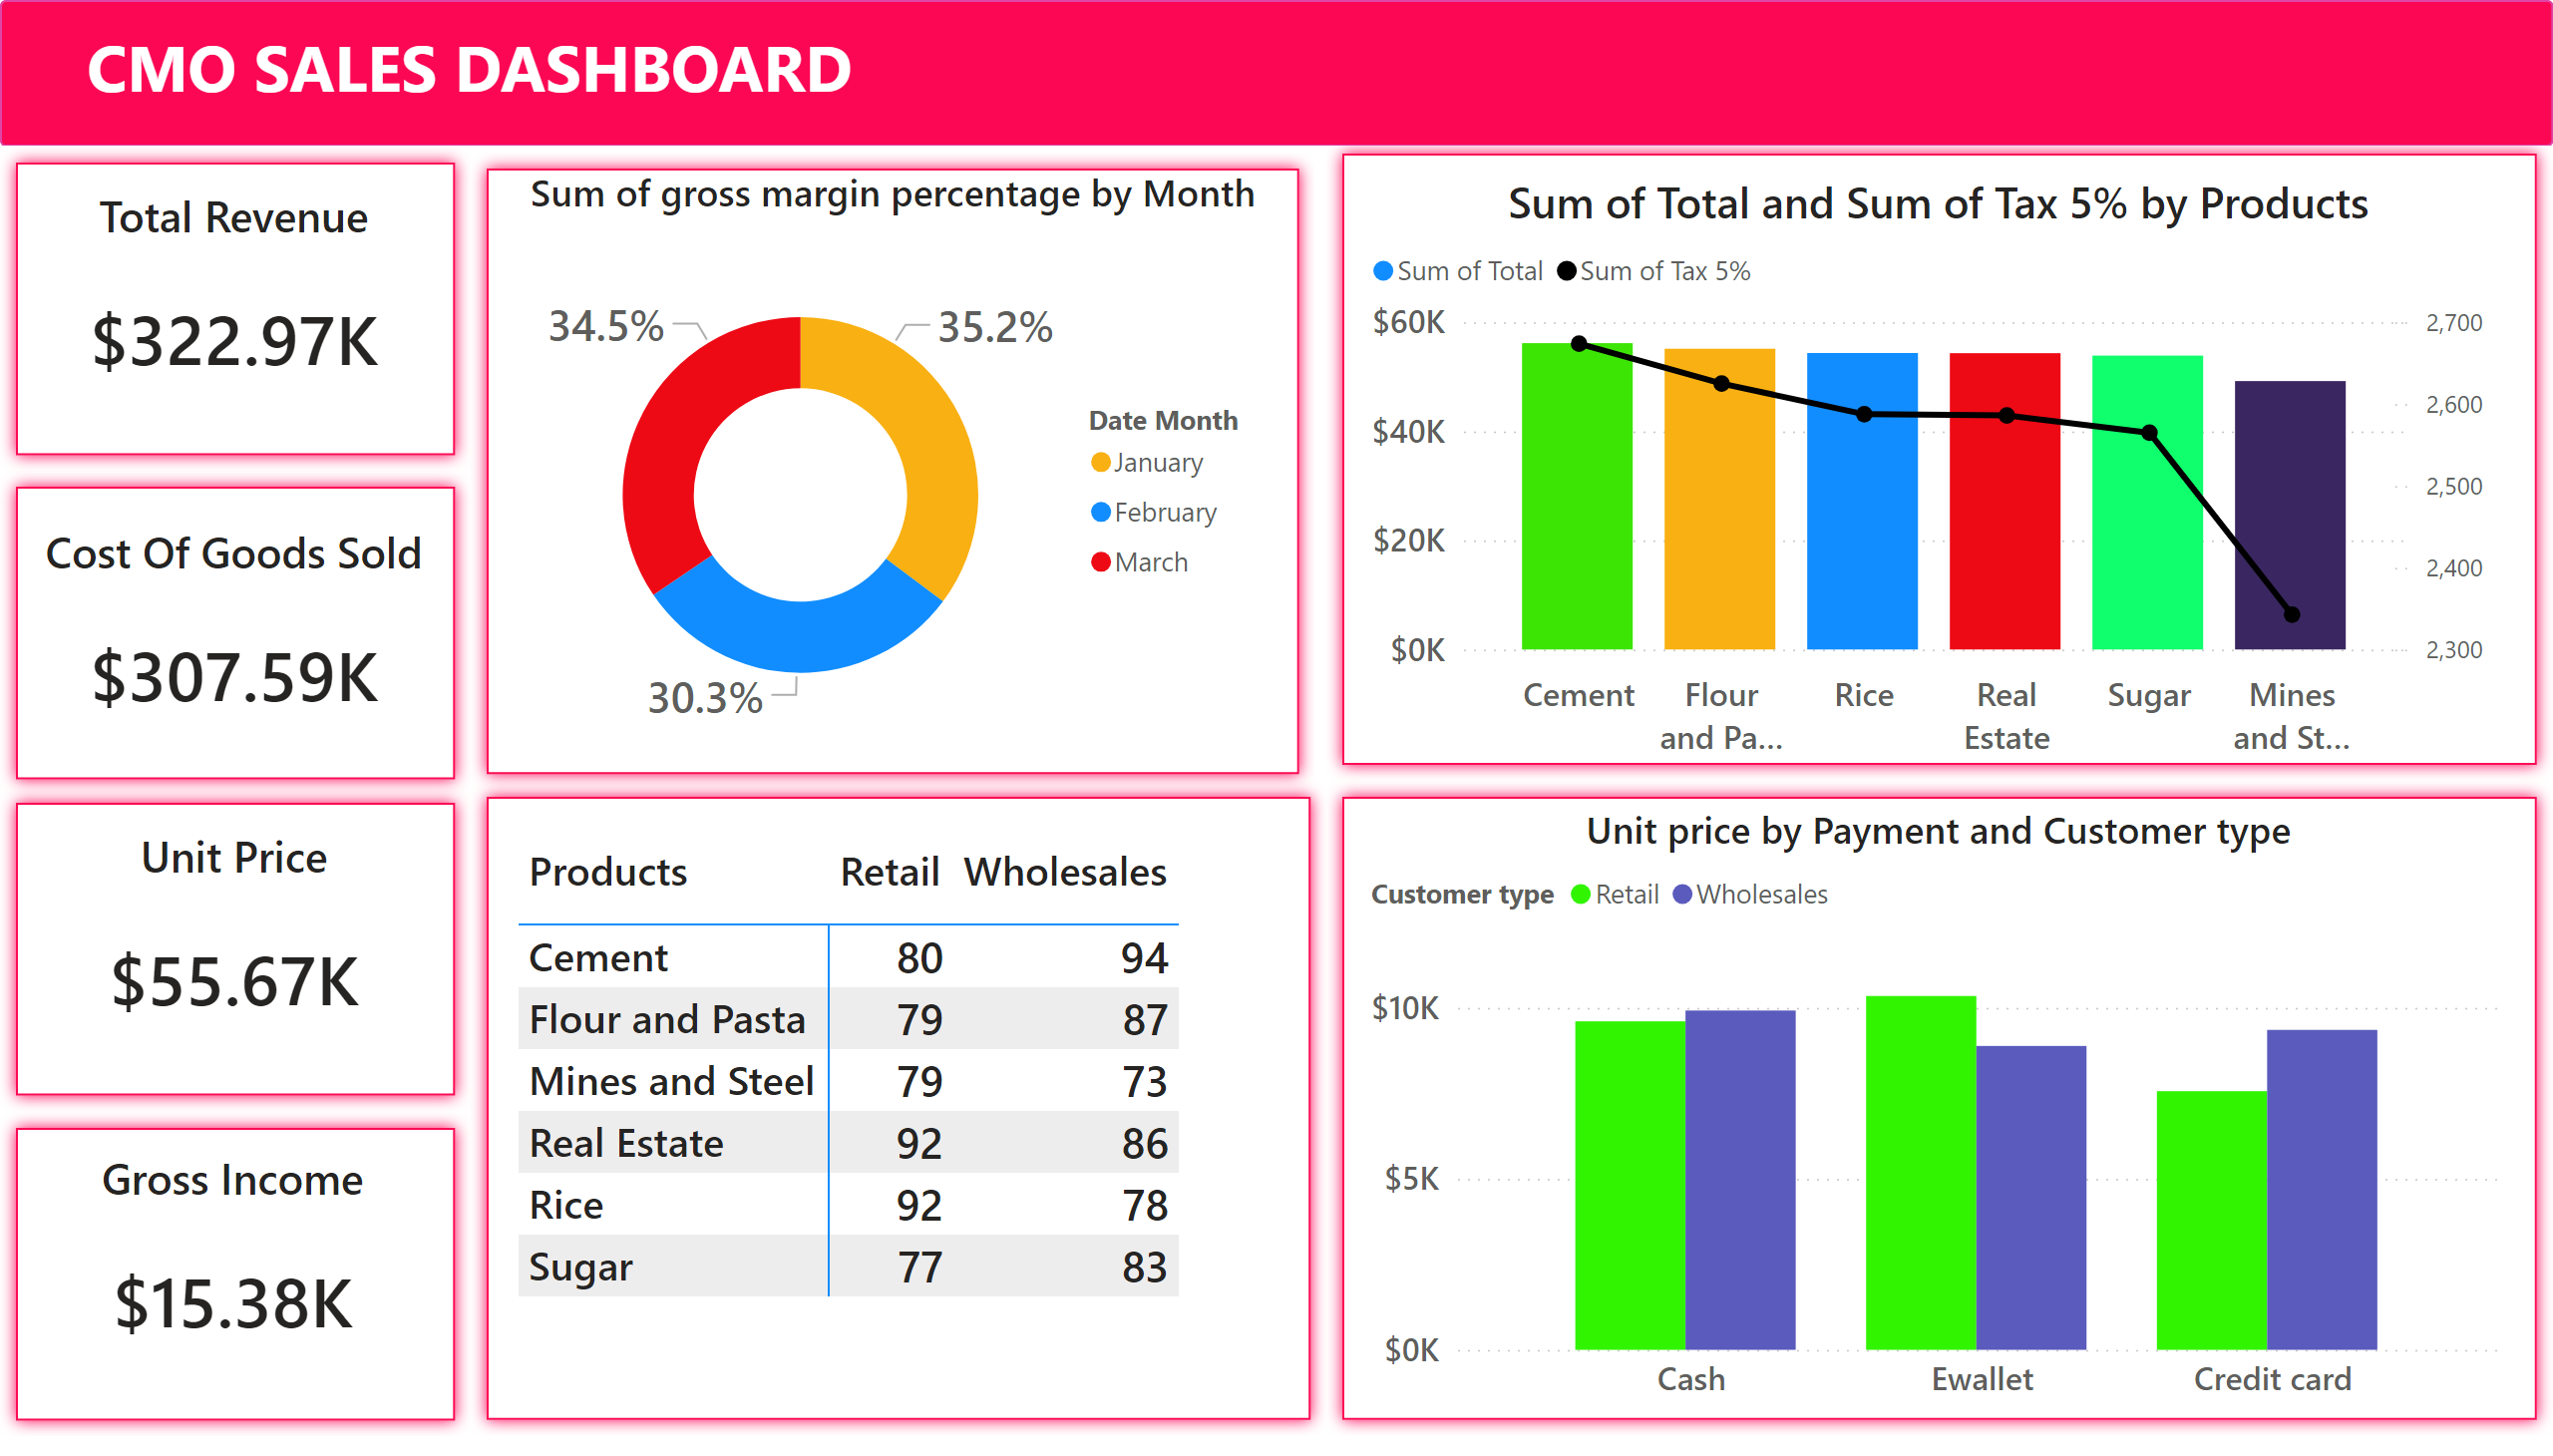 CMO SALES DASHBOARD
Total Revenue
$322.97K
Cost Of Goods Sold
$307.59K
Unit Price
$55.67K
Gross Income
$15.38K
Sum of gross margin percentage by Month
34.5%
35.2%
30.3%
Date Month
January
February
March
Sum of Total and Sum of Tax 5% by Products
Sum of Total Sum of Tax 5%
$60K
$40K
$20K
$0K
2,700
2,600
2,500
2,400
2,300
Cement
Flour
and Pa...
Rice
Real
Estate
Sugar
Mines
and St...
Products Retail Wholesales
Cement 80 94
Flour and Pasta 79 87
Mines and Steel 79 73
Real Estate 92 86
Rice 92 78
Sugar 77 83
Unit price by Payment and Customer type
Customer type Retail Wholesales
$10K
$5K
$0K
Cash Ewallet Credit card